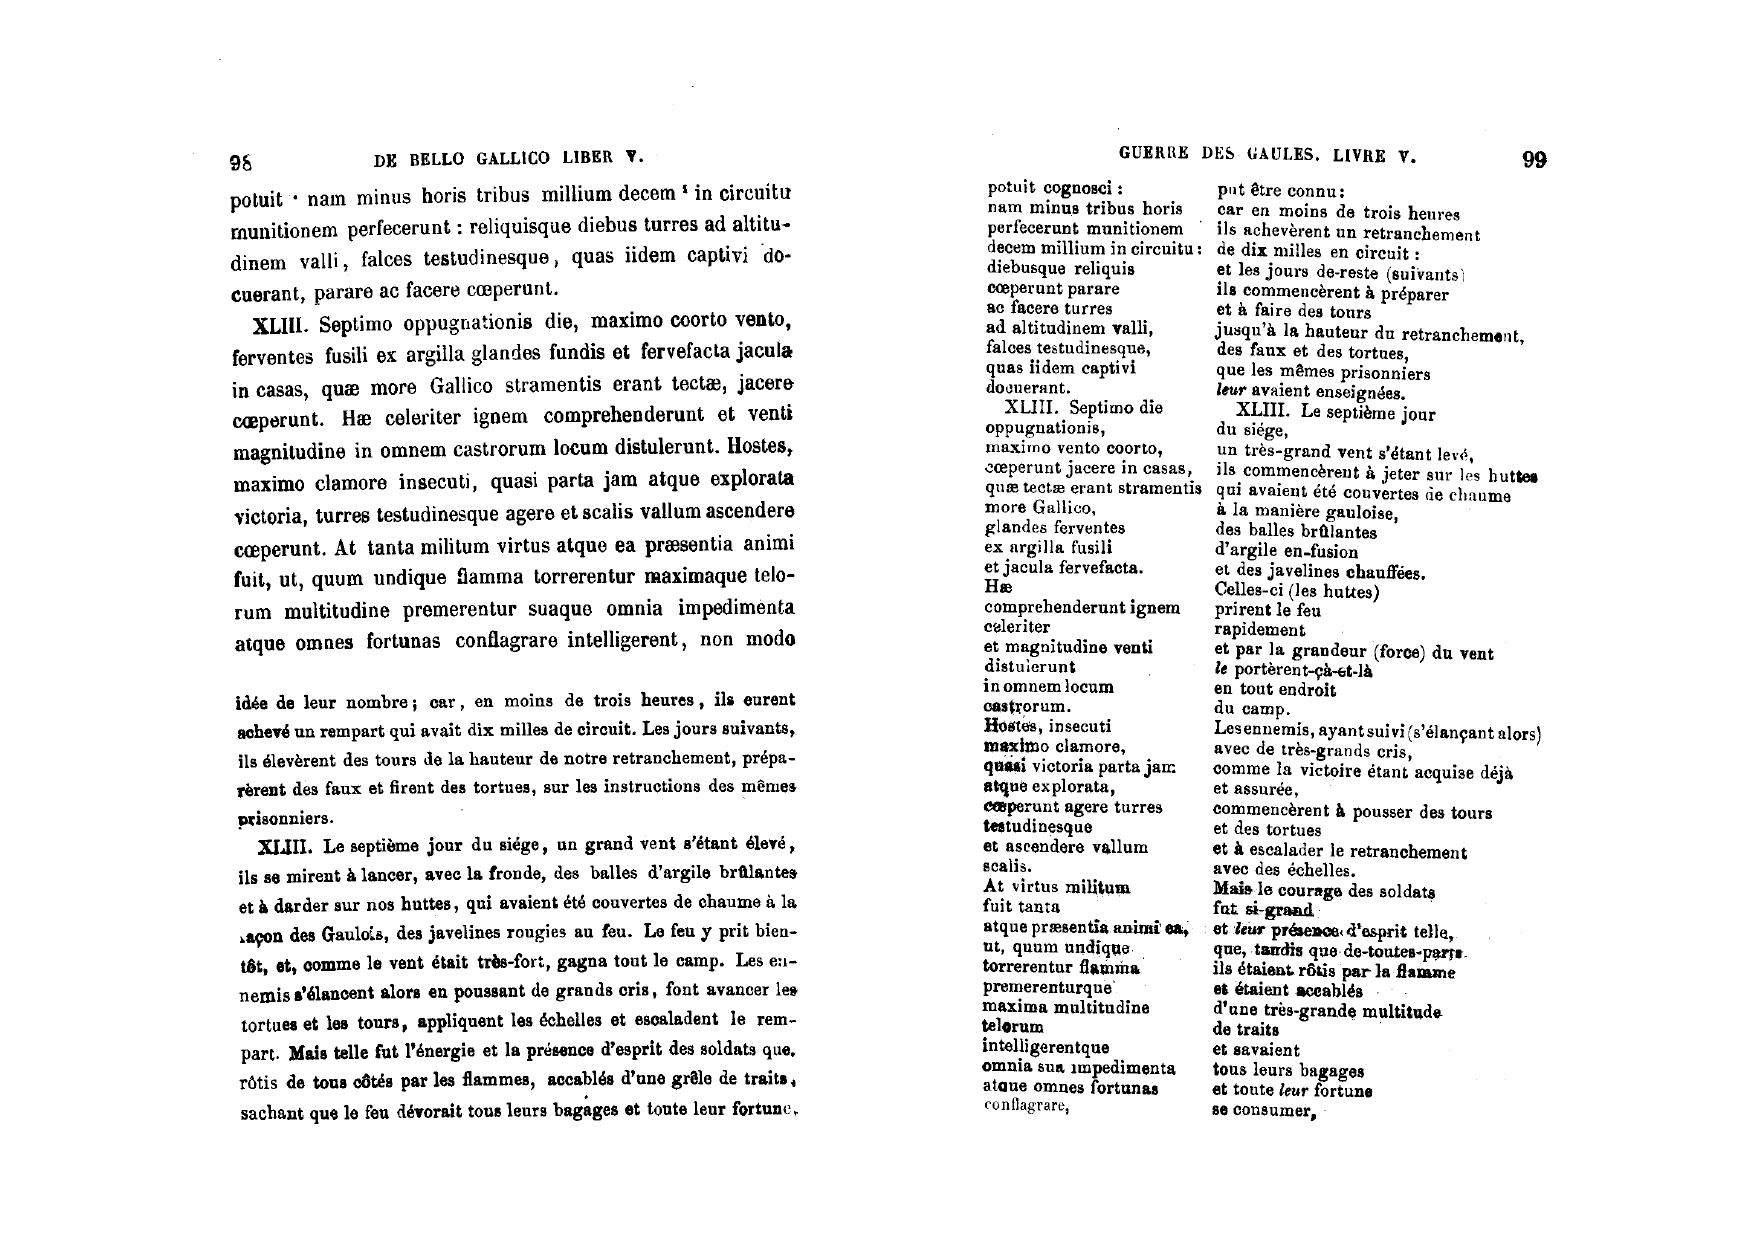 98 DE BELLO GALLICO LIBER V.
potuit · nam minus horis tribus millium decem ¹ in circuitu
munitionem perfecerunt : reliquisque diebus turres ad altitu-
dinem valli, falces testudinesque, quas iidem captivi do-
cuerant, parare ac facere cœperunt.
XLIII. Septimo oppugnationis die, maximo coorto vento,
ferventes fusili ex argilla glandes fundis et fervefacta jacula
in casas, quæ more Gallico stramentis erant tectæ, jacere
cœperunt. Hæ celeriter ignem comprehenderunt et venti
magnitudine in omnem castrorum locum distulerunt. Hostes,
maximo clamore insecuti, quasi parta jam atque explorata
victoria, turres testudinesque agere et scalis vallum ascendere
cœperunt. At tanta militum virtus atque ea præsentia animi
fuit, ut, quum undique flamma torrerentur maximaque telo-
rum multitudine premerentur suaque omnia impedimenta
atque omnes fortunas conflagrare intelligerent, non modo
idée de leur nombre; car, en moins de trois heures, ils eurent
achevé un rempart qui avait dix milles de circuit. Les jours suivants,
ils élevèrent des tours de la hauteur de notre retranchement, prépa-
rèrent des faux et firent des tortues, sur les instructions des mêmes
prisonniers.
XLIII. Le septième jour du siége, un grand vent s'étant élevé,
ils se mirent à lancer, avec la fronde, des balles d'argile brûlantes
et à darder sur nos huttes, qui avaient été couvertes de chaume à la
façon des Gaulois, des javelines rougies au feu. Le feu y prit bien-
tôt, et, comme le vent était très-fort, gagna tout le camp. Les en-
nemis s'élancent alors en poussant de grands cris, font avancer les
tortues et les tours, appliquent les échelles et escaladent le rem-
part. Mais telle fut l'énergie et la présence d'esprit des soldats que,
rôtis de tous côtés par les flammes, accablés d'une grêle de traits,
sachant que le feu dévorait tous leurs bagages et toute leur fortune,
GUERRE DES GAULES. LIVRE V. 99
potuit cognosci :
nam minus tribus horis
perfecerunt munitionem
decem millium in circuitu :
diebusque reliquis
cœperunt parare
ac facere turres
ad altitudinem valli,
falces testudinesque,
quas iidem captivi
docuerant.
XLIII. Septimo die
oppugnationis,
maximo vento coorto,
cœperunt jacere in casas,
quæ tectæ erant stramentis
more Gallico,
glandes ferventes
ex argilla fusili
et jacula fervefacta.
Hæ
comprehenderunt ignem
celeriter
et magnitudine venti
distulerunt
in omnem locum
castrorum.
Hostes, insecuti
maximo clamore,
quasi victoria parta jam
atque explorata,
cœperunt agere turres
testudinesque
et ascendere vallum
scalis.
At virtus militum
fuit tanta
atque præsentia animi ea,
ut, quum undique
torrerentur flamma
premerenturque
maxima multitudine
telorum
intelligerentque
omnia sua impedimenta
atque omnes fortunas
conflagrare,
put être connu :
car en moins de trois heures
ils achevèrent un retranchement
de dix milles en circuit :
et les jours de-reste (suivants)
ils commencèrent à préparer
et à faire des tours
jusqu'à la hauteur du retranchement,
des faux et des tortues,
que les mêmes prisonniers
leur avaient enseignées.
XLIII. Le septième jour
du siége,
un très-grand vent s'étant levé,
ils commencèrent à jeter sur les huttes
qui avaient été couvertes de chaume
à la manière gauloise,
des balles brûlantes
d'argile en-fusion
et des javelines chauffées.
Celles-ci (les huttes)
prirent le feu
rapidement
et par la grandeur (force) du vent
le portèrent-çà-et-là
en tout endroit
du camp.
Les ennemis, ayant suivi (s'élançant alors)
avec de très-grands cris,
comme la victoire étant acquise déjà
et assurée,
commencèrent à pousser des tours
et des tortues
et à escalader le retranchement
avec des échelles.
Mais le courage des soldats
fut si-grand
et leur présence d'esprit telle,
que, tandis que de-toutes-parts
ils étaient rôtis par la flamme
et étaient accablés
d'une très-grande multitude
de traits
et savaient
tous leurs bagages
et toute leur fortune
se consumer,